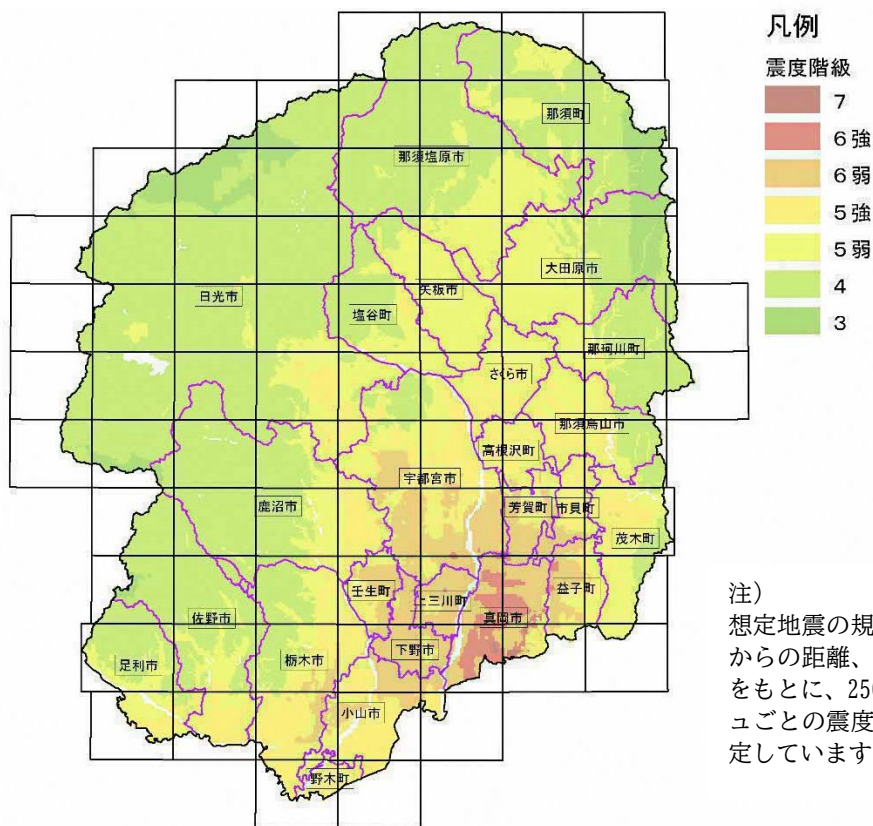 凡例
震度階級
7
6強
6弱
5強
5弱
4
3
那須町
那須塩原市
大田原市
日光市
矢板市
塩谷町
那珂川町
さくら市
那須烏山市
高根沢町
宇都宮市
鹿沼市
芳賀町
市貝町
茂木町
壬生町
上三川町
益子町
真岡市
佐野市
下野市
足利市
栃木市
小山市
野木町
注)
想定地震の規
からの距離、
をもとに、25
ュごとの震度
定しています